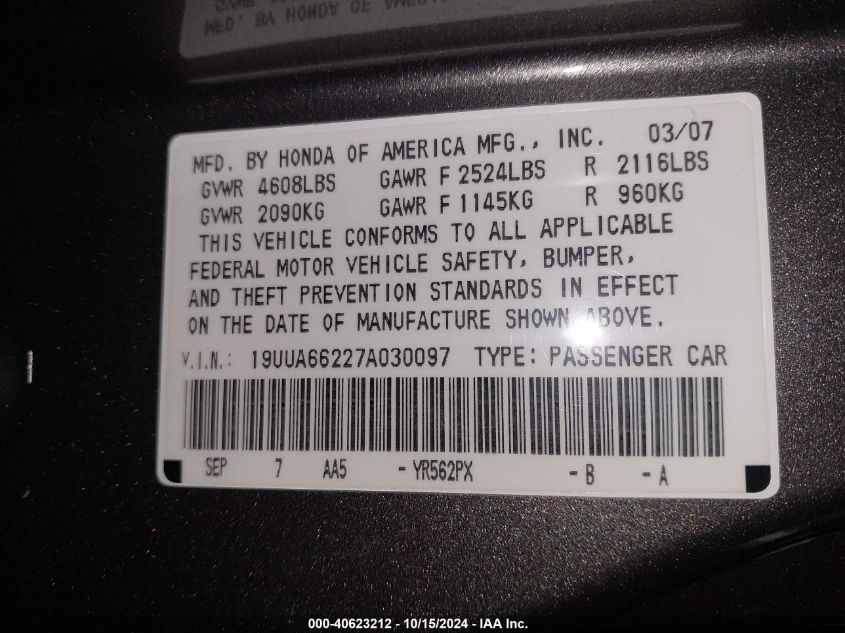 MFD. BY HONDA OF AMERICA MFG., INC. 03/07
GVWR 4608LBS GAWR F 2524LBS R 2116LBS
GVWR 2090KG GAWR F 1145KG R 960KG
THIS VEHICLE CONFORMS TO ALL APPLICABLE
FEDERAL MOTOR VEHICLE SAFETY, BUMPER,
AND THEFT PREVENTION STANDARDS IN EFFECT
ON THE DATE OF MANUFACTURE SHOWN ABOVE.
V.I.N.: 19UUA66227A030097 TYPE: PASSENGER CAR
SEP 7 AA5 - YR562PX - B - A
000-40623212 - 10/15/2024 - IAA Inc.